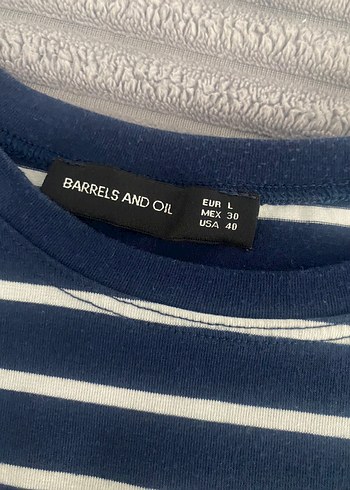 BARRELS AND OIL
EUR L
MEX 30
USA 40